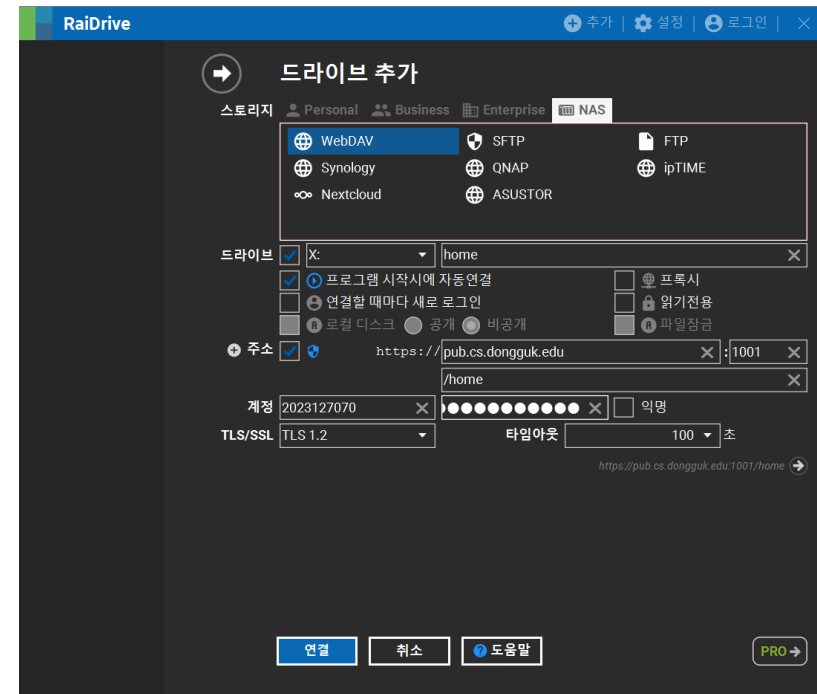 RaiDrive 추가 | 설정 | 로그인 |
드라이브 추가
스토리지 Personal Business Enterprise NAS
WebDAV SFTP FTP
Synology QNAP ipTIME
Nextcloud ASUSTOR
드라이브 X: home
프로그램 시작시에 자동연결 프록시
연결할 때마다 새로 로그인 읽기전용
로컬 디스크 공개 비공개 파일잠금
주소 https://pub.cs.dongguk.edu : 1001
/home
계정 2023127070 ●●●●●●●●●● 익명
TLS/SSL TLS 1.2 타임아웃 100 초
https://pub.cs.dongguk.edu:1001/home
연결 취소 ? 도움말 PRO